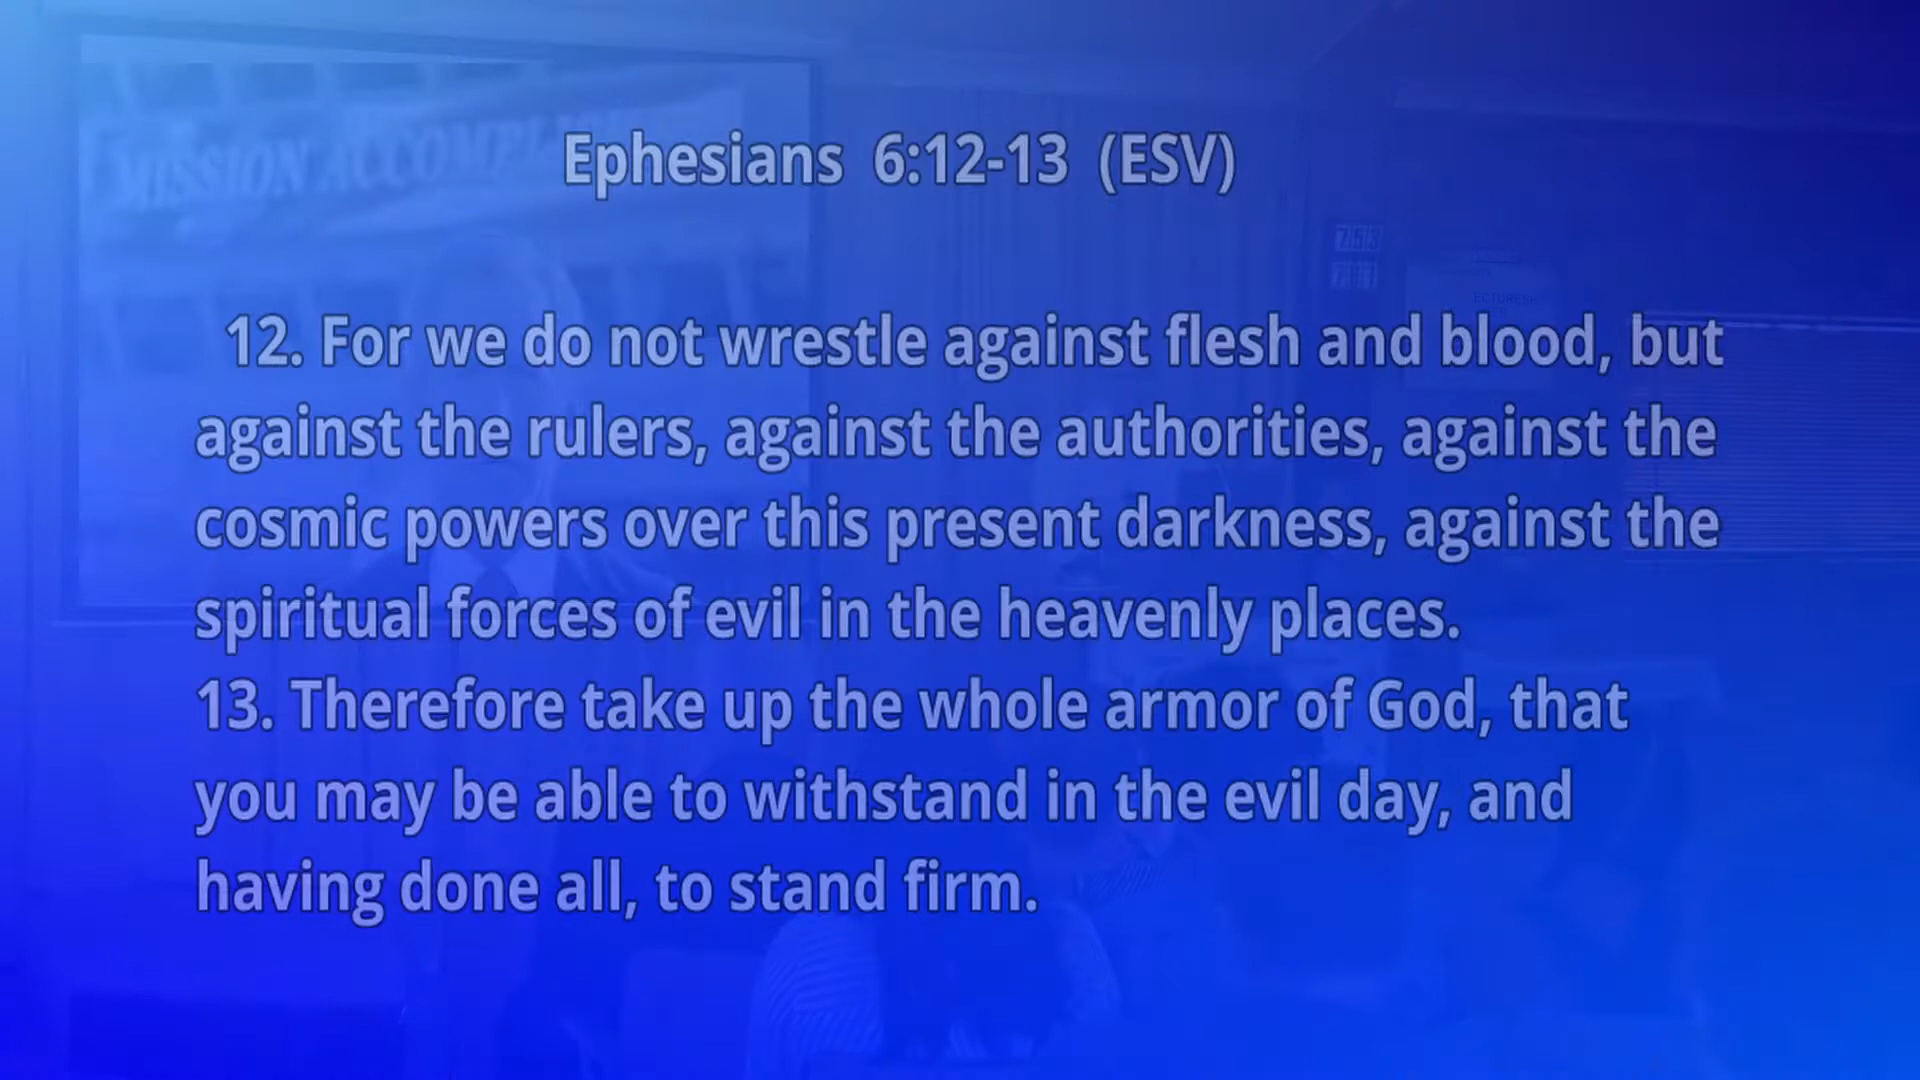 MISSION ACCOMPLIS
Ephesians 6:12-13 (ESV)
12. For we do not wrestle against flesh and blood, but
against the rulers, against the authorities, against the
cosmic powers over this present darkness, against the
spiritual forces of evil in the heavenly places.
13. Therefore take up the whole armor of God, that
you may be able to withstand in the evil day, and
having done all, to stand firm.